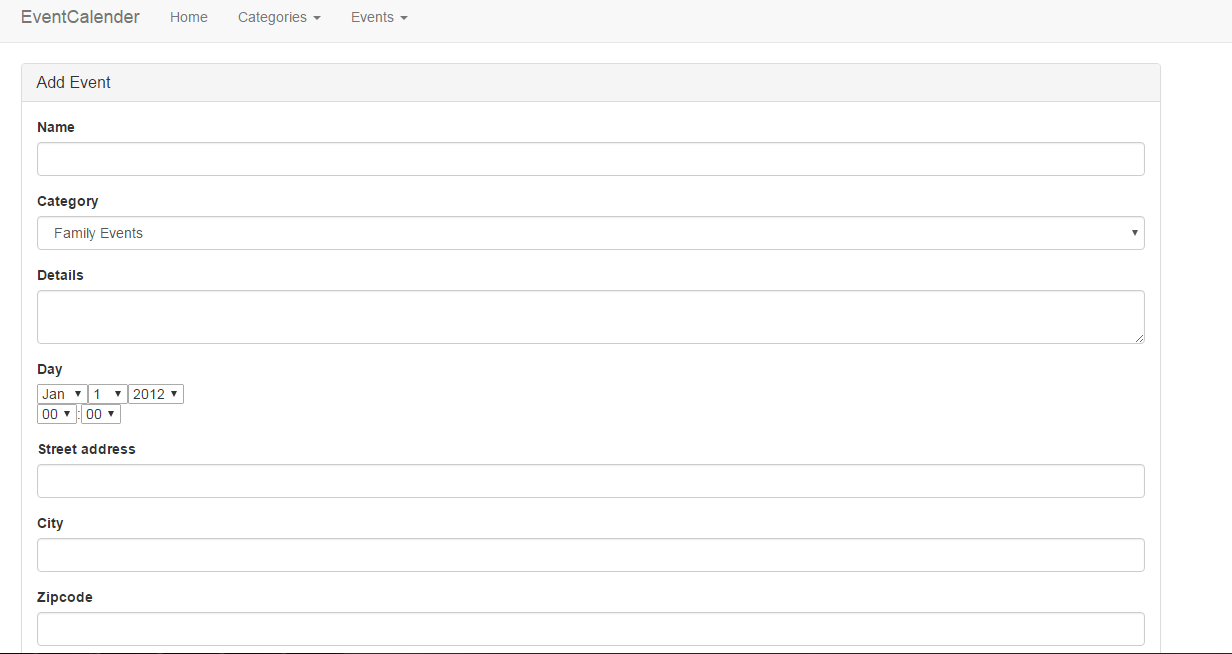 EventCalender Home Categories Events
Add Event
Name
Category
Family Events
Details
Day
Jan 1 2012
00 : 00
Street address
City
Zipcode